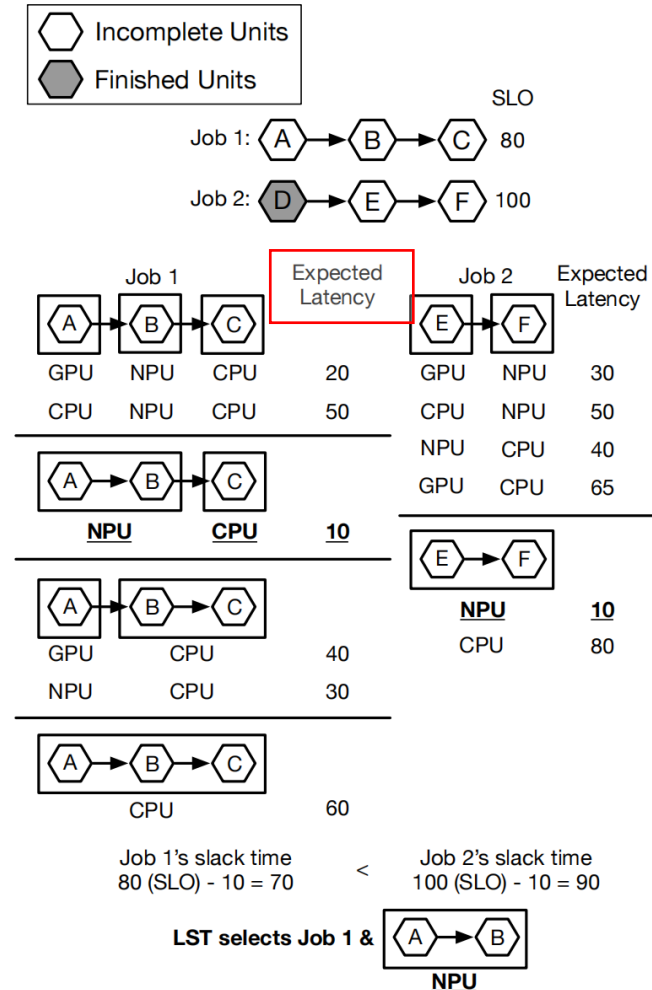 Incomplete Units
Finished Units
SLO
Job 1: A B C 80
Job 2: D E F 100
Job 1
Expected
Latency
A B C
GPU NPU CPU 20
CPU NPU CPU 50
A B C
NPU CPU 10
A B C
GPU CPU 40
NPU CPU 30
A B C
CPU 60
Job 2
Expected
Latency
E F
GPU NPU 30
CPU NPU 50
NPU CPU 40
GPU CPU 65
E F
NPU 10
CPU 80
Job 1's slack time
80 (SLO) - 10 = 70
<
Job 2's slack time
100 (SLO) - 10 = 90
LST selects Job 1 & A B
NPU